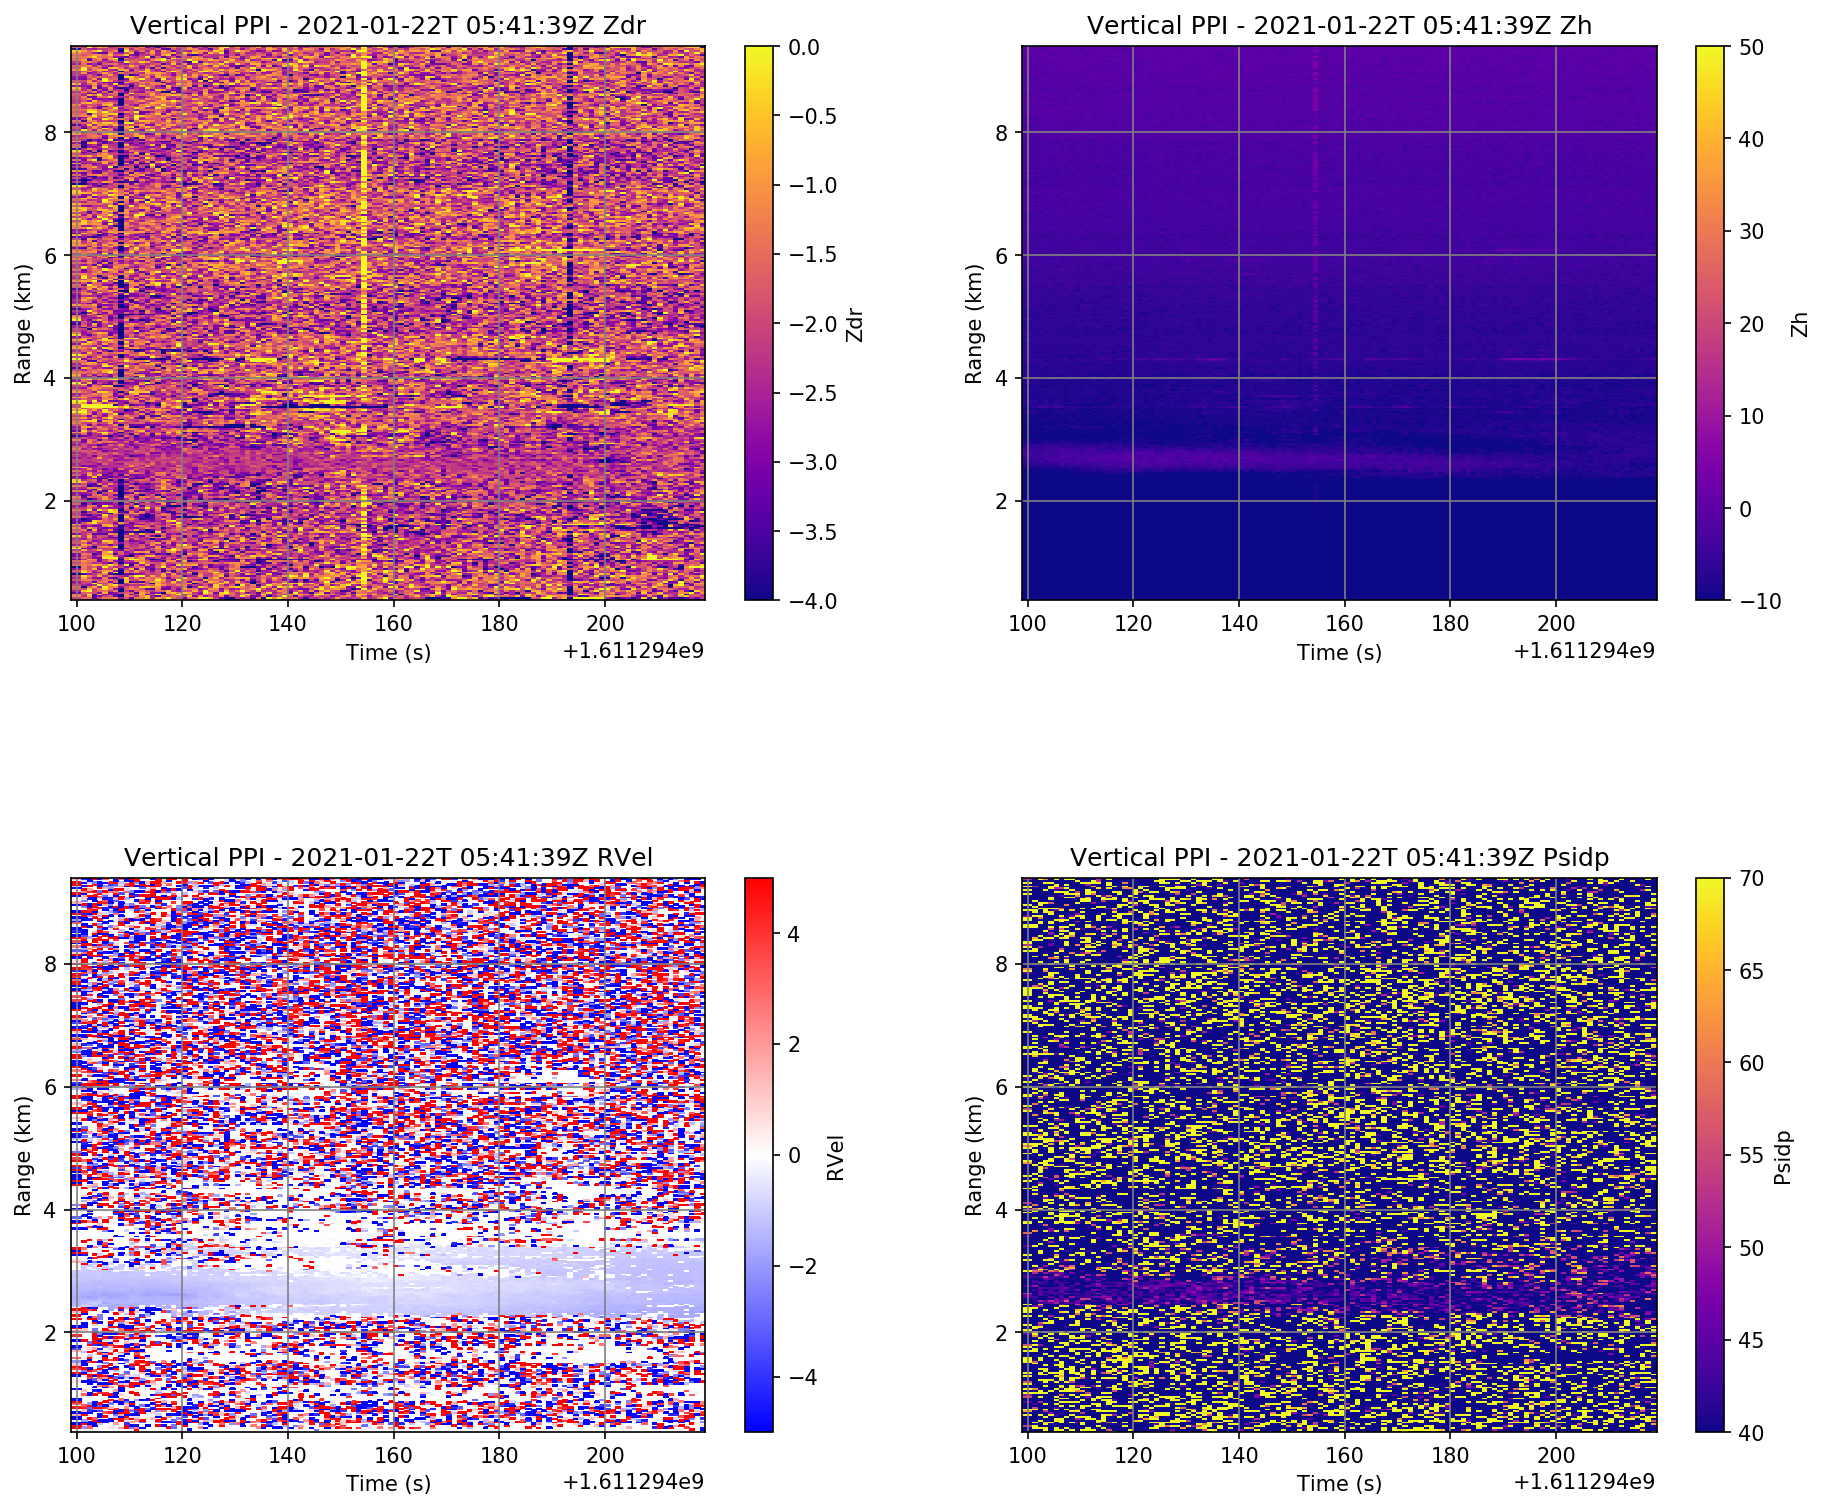 Vertical PPI - 2021-01-22T 05:41:39Z Zdr
Range (km)
8
6
4
2
100 120 140 160 180 200
Time (s)
+1.611294e9
0.0
−0.5
−1.0
−1.5
−2.0
−2.5
−3.0
−3.5
−4.0
Zdr
Vertical PPI - 2021-01-22T 05:41:39Z Zh
Range (km)
8
6
4
2
100 120 140 160 180 200
Time (s)
+1.611294e9
50
40
30
20
10
0
−10
Zh
Vertical PPI - 2021-01-22T 05:41:39Z RVel
Range (km)
8
6
4
2
100 120 140 160 180 200
Time (s)
+1.611294e9
4
2
0
−2
−4
RVel
Vertical PPI - 2021-01-22T 05:41:39Z Psidp
Range (km)
8
6
4
2
100 120 140 160 180 200
Time (s)
+1.611294e9
70
65
60
55
50
45
40
Psidp